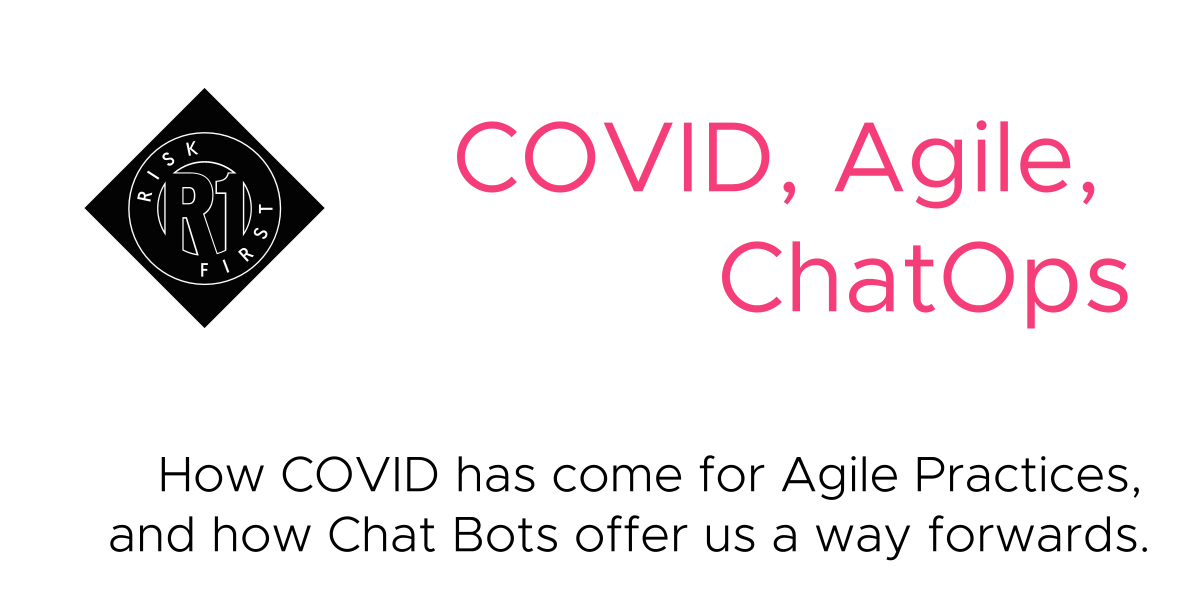 RISK
R1
FIRST
COVID, Agile,
ChatOps
How COVID has come for Agile Practices,
and how Chat Bots offer us a way forwards.